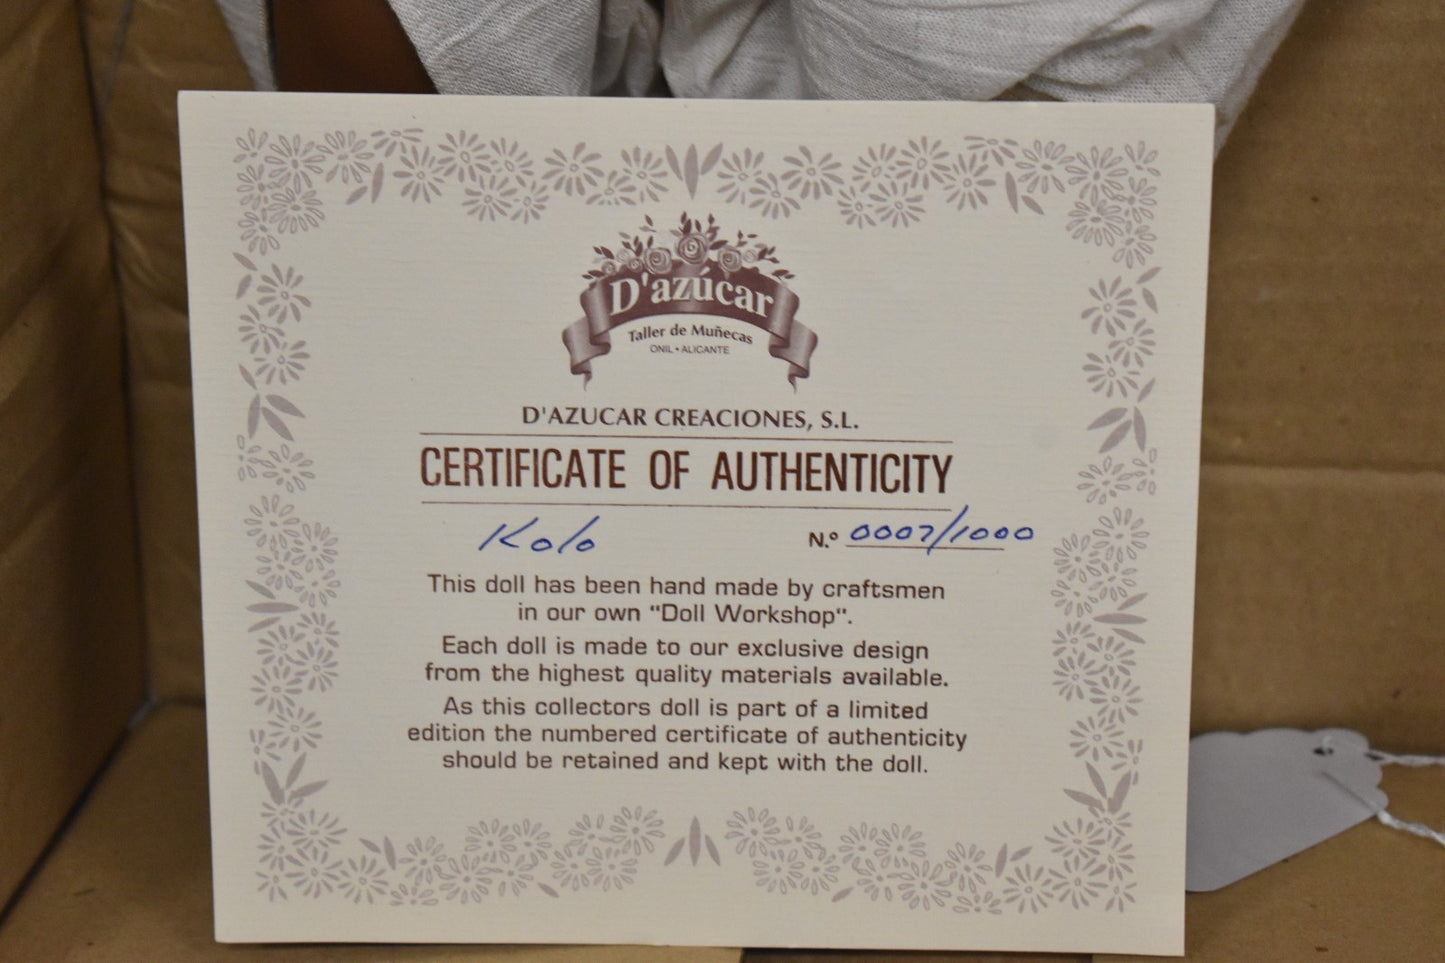 D'azúcar
Taller de Muñecas
ONIL • ALICANTE
D'AZUCAR CREACIONES, S.L.
CERTIFICATE OF AUTHENTICITY
Kolo N.º 0007/1000
This doll has been hand made by craftsmen
in our own "Doll Workshop".
Each doll is made to our exclusive design
from the highest quality materials available.
As this collectors doll is part of a limited
edition the numbered certificate of authenticity
should be retained and kept with the doll.